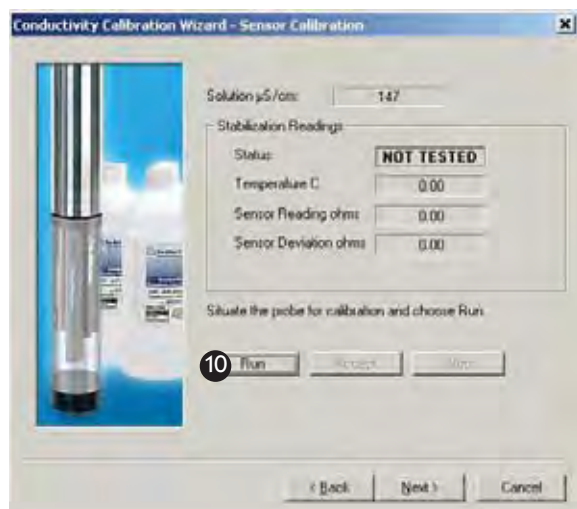 Conductivity Calibration Wizard - Sensor Calibration
Solution µS/cm: 147
Stabilization Readings
Status: NOT TESTED
Temperature C 0.00
Sensor Reading ohms 0.00
Sensor Deviation ohms 0.00
Situate the probe for calibration and choose Run.
10 Run Accept
< Back Next > Cancel